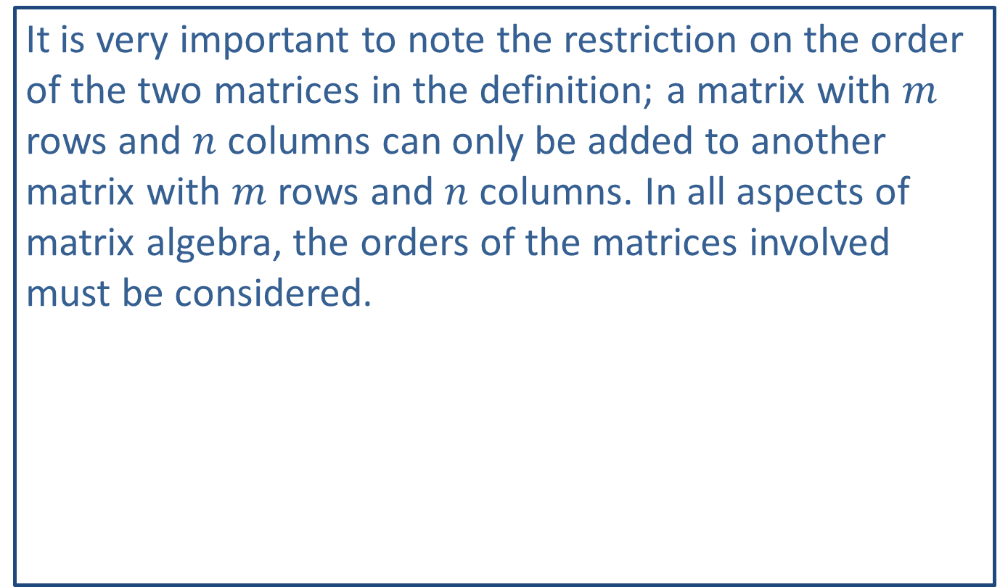 It is very important to note the restriction on the order
of the two matrices in the definition; a matrix with m
rows and n columns can only be added to another
matrix with m rows and n columns. In all aspects of
matrix algebra, the orders of the matrices involved
must be considered.